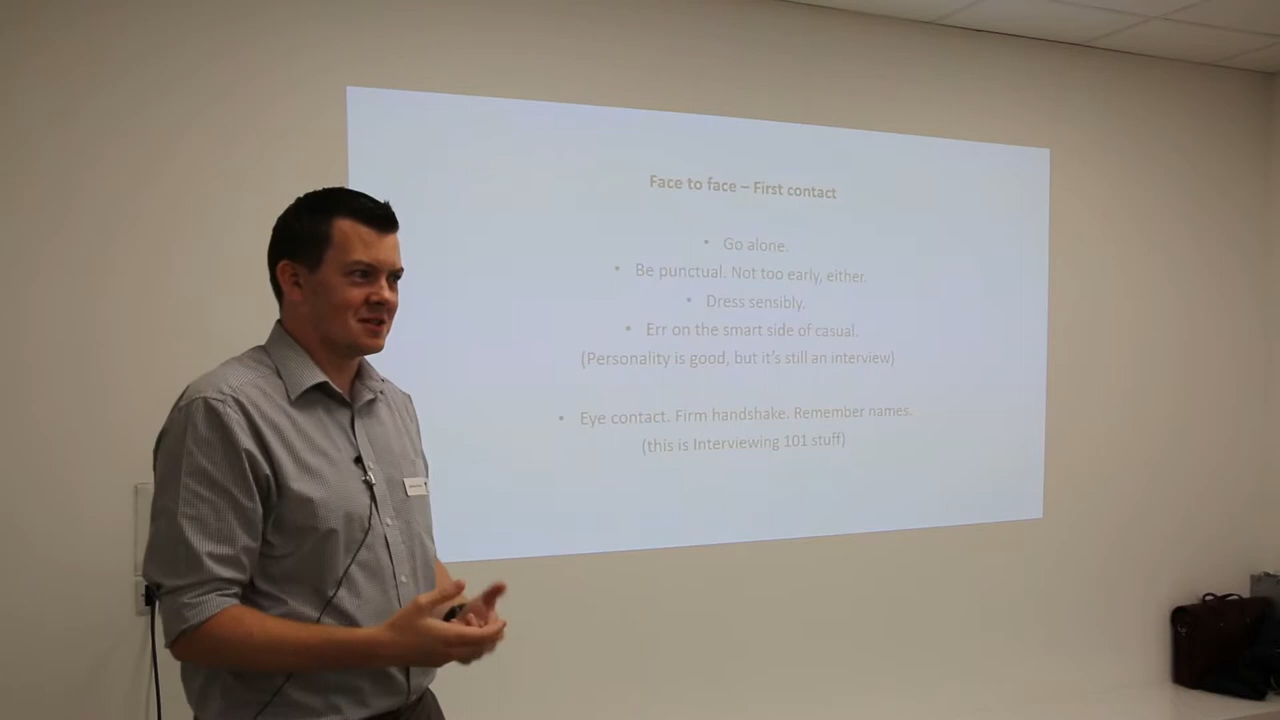 Face to face – First contact
• Go alone.
• Be punctual. Not too early, either.
• Dress sensibly.
• Err on the smart side of casual.
(Personality is good, but it's still an interview)
• Eye contact. Firm handshake. Remember names.
(this is Interviewing 101 stuff)